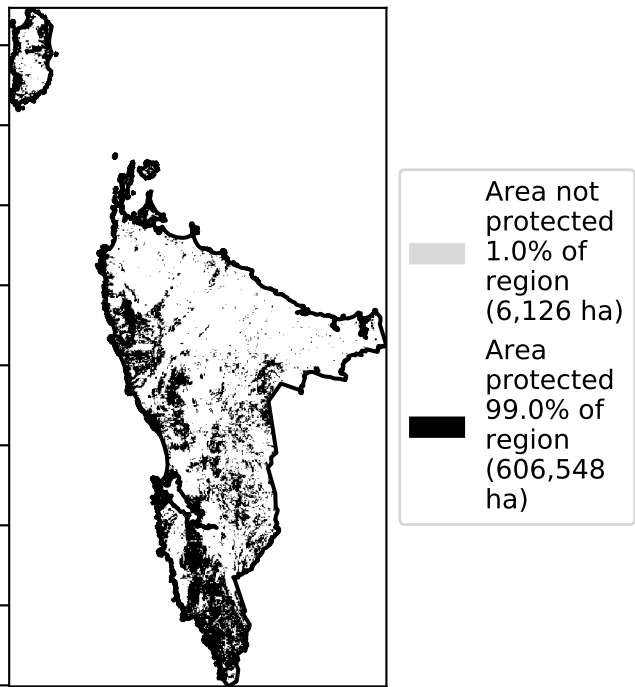 Area not
protected
1.0% of
region
(6,126 ha)
Area
protected
99.0% of
region
(606,548
ha)